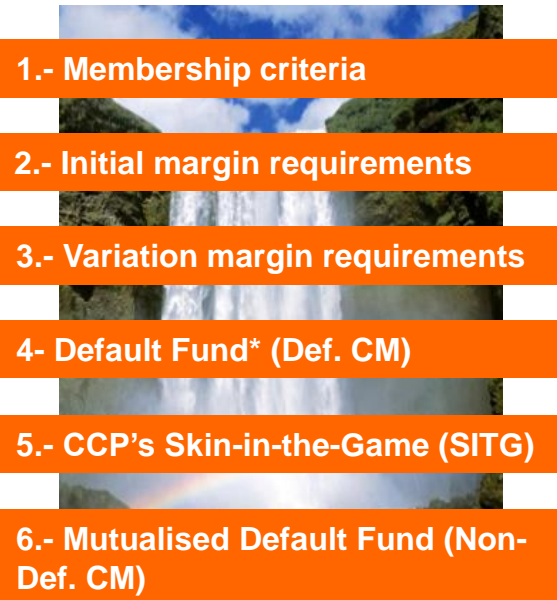 1.- Membership criteria
2.- Initial margin requirements
3.- Variation margin requirements
4- Default Fund* (Def. CM)
5.- CCP's Skin-in-the-Game (SITG)
6.- Mutualised Default Fund (Non-
Def. CM)